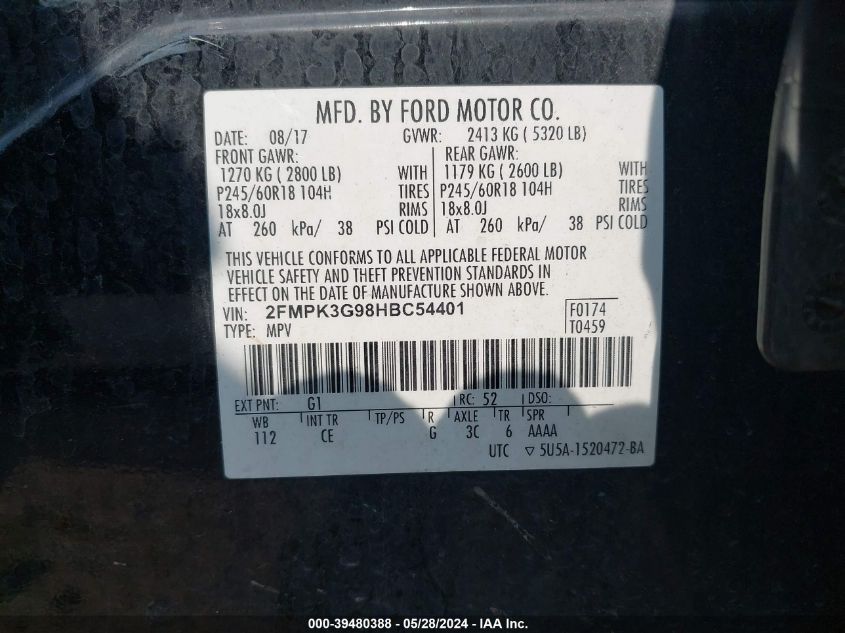 MFD. BY FORD MOTOR CO.
DATE: 08/17 GVWR: 2413 KG ( 5320 LB)
FRONT GAWR: REAR GAWR:
1270 KG ( 2800 LB) WITH 1179 KG ( 2600 LB) WITH
P245/60R18 104H TIRES P245/60R18 104H TIRES
18x8.0J RIMS 18x8.0J RIMS
AT 260 kPa/ 38 PSI COLD AT 260 kPa/ 38 PSI COLD
THIS VEHICLE CONFORMS TO ALL APPLICABLE FEDERAL MOTOR
VEHICLE SAFETY AND THEFT PREVENTION STANDARDS IN
EFFECT ON THE DATE OF MANUFACTURE SHOWN ABOVE.
VIN: 2FMPK3G98HBC54401 F0174
TYPE: MPV T0459
EXT PNT: G1 RC: 52 DSO:
WB INT TR TP/PS R AXLE TR SPR
112 CE G 3C 6 AAAA
UTC ▽ 5U5A-1520472-BA
000-39480388 - 05/28/2024 - IAA Inc.